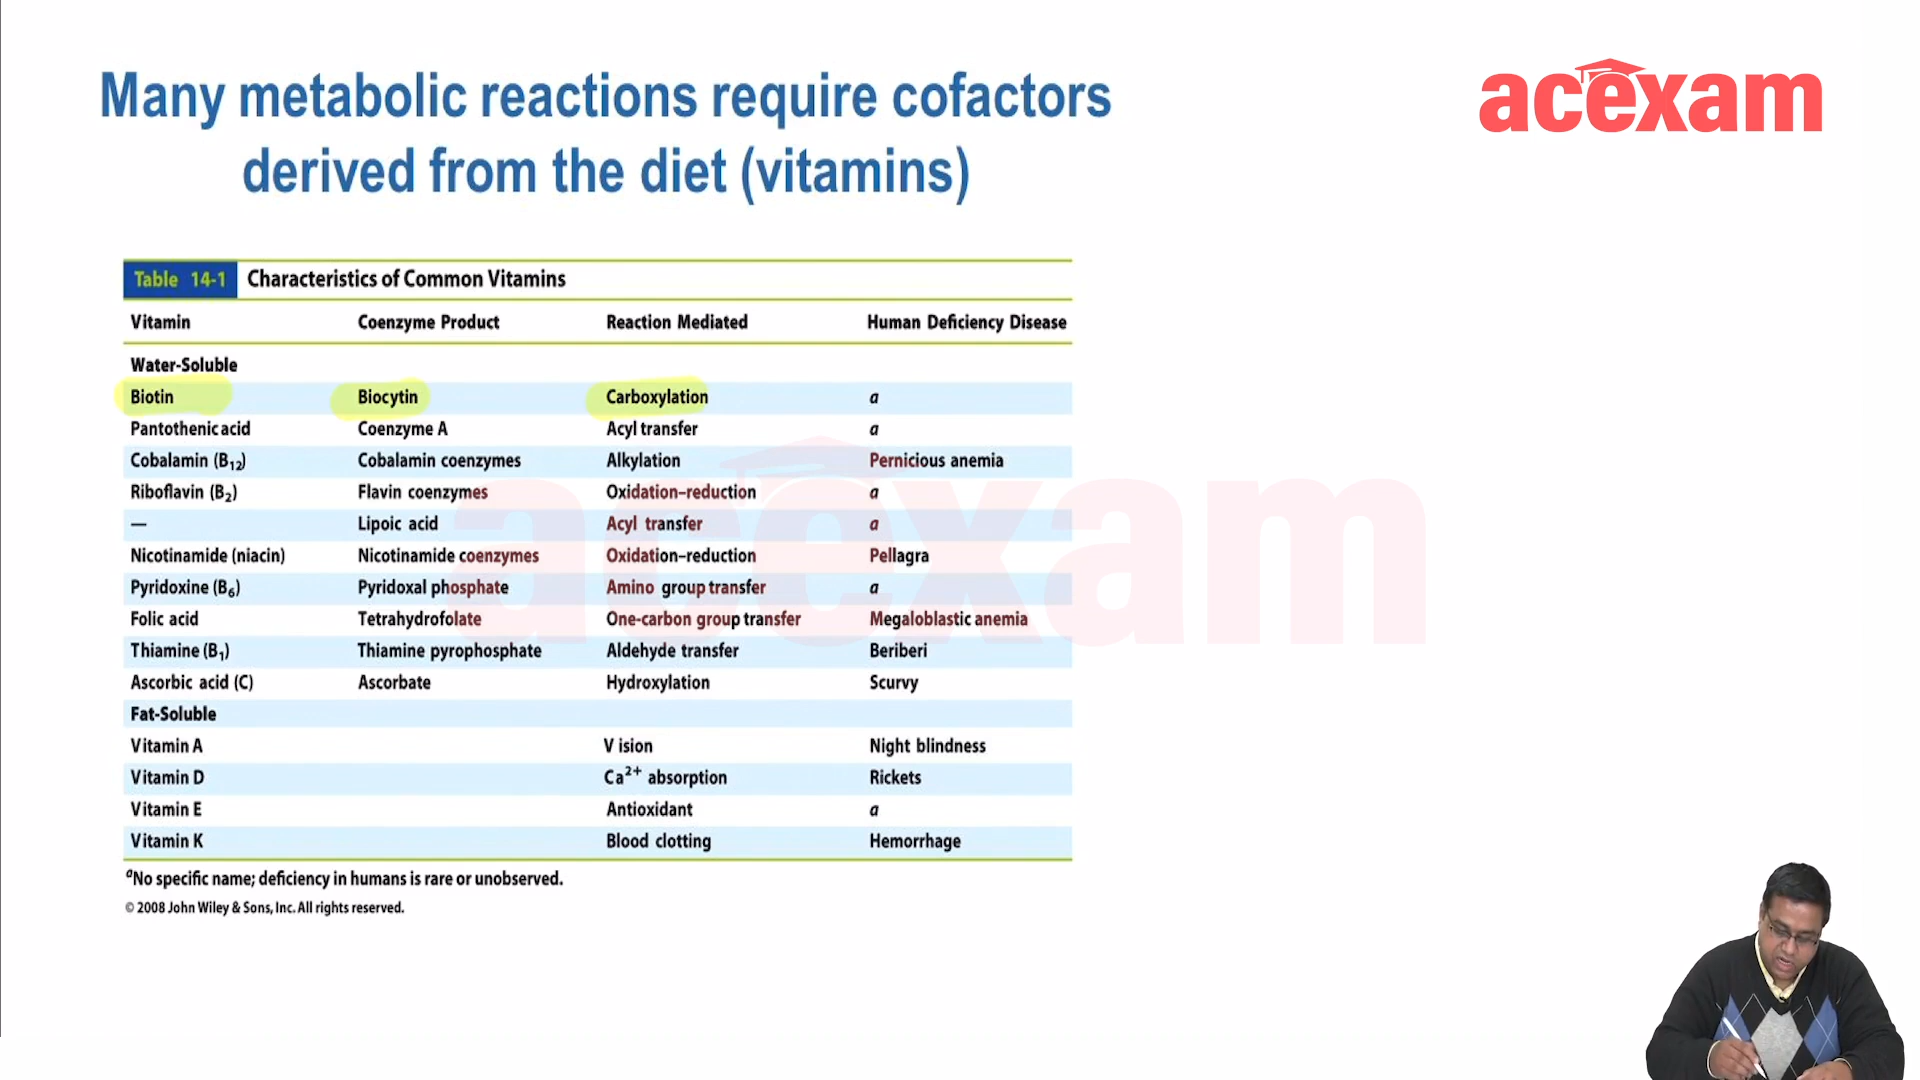 Many metabolic reactions require cofactors
derived from the diet (vitamins)
acexam
Table 14-1 Characteristics of Common Vitamins
Vitamin Coenzyme Product Reaction Mediated Human Deficiency Disease
Water-Soluble
Biotin Biocytin Carboxylation a
Pantothenic acid Coenzyme A Acyl transfer a
Cobalamin (B12) Cobalamin coenzymes Alkylation Pernicious anemia
Riboflavin (B2) Flavin coenzymes Oxidation–reduction a
— Lipoic acid Acyl transfer a
Nicotinamide (niacin) Nicotinamide coenzymes Oxidation–reduction Pellagra
Pyridoxine (B6) Pyridoxal phosphate Amino group transfer a
Folic acid Tetrahydrofolate One-carbon group transfer Megaloblastic anemia
Thiamine (B1) Thiamine pyrophosphate Aldehyde transfer Beriberi
Ascorbic acid (C) Ascorbate Hydroxylation Scurvy
Fat-Soluble
Vitamin A V ision Night blindness
Vitamin D Ca2+ absorption Rickets
Vitamin E Antioxidant a
Vitamin K Blood clotting Hemorrhage
aNo specific name; deficiency in humans is rare or unobserved.
© 2008 John Wiley & Sons, Inc. All rights reserved.
acexam